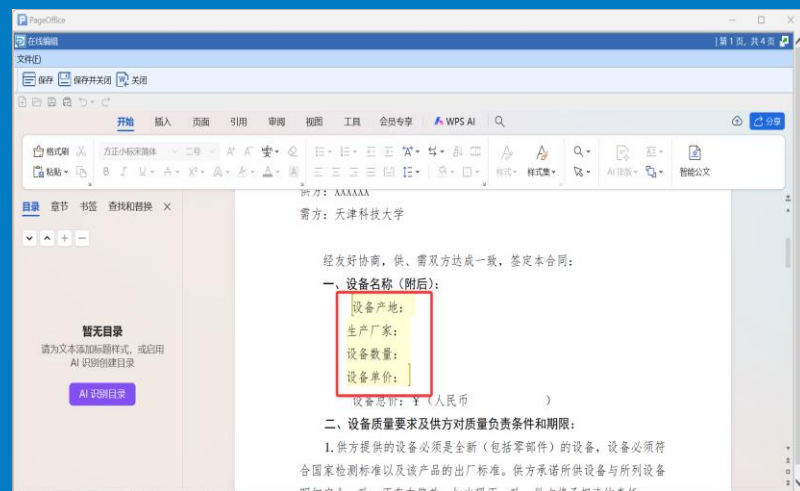 PageOffice
在线编辑
第1页, 共4页
文件(F)
保存 保存并关闭 关闭
开始 插入 页面 引用 审阅 视图 工具 会员专享 WPS AI
分享
格式刷 方正小标宋简体 二号
粘贴 样式 样式集 AI 排版 智能公文
目录 章节 书签 查找和替换
暂无目录
请为文本添加标题样式，或启用
AI 识别创建目录
AI 识别目录
供方：XXXXXX
需方：天津科技大学
经友好协商，供、需双方达成一致，签定本合同：
一、设备名称（附后）：
设备产地：
生产厂家：
设备数量：
设备单价：
设备总价：¥（人民币 ）
二、设备质量要求及供方对质量负责条件和期限：
1.供方提供的设备必须是全新（包括零部件）的设备，设备必须符
合国家检测标准以及该产品的出厂标准。供方承诺所供设备与所列设备